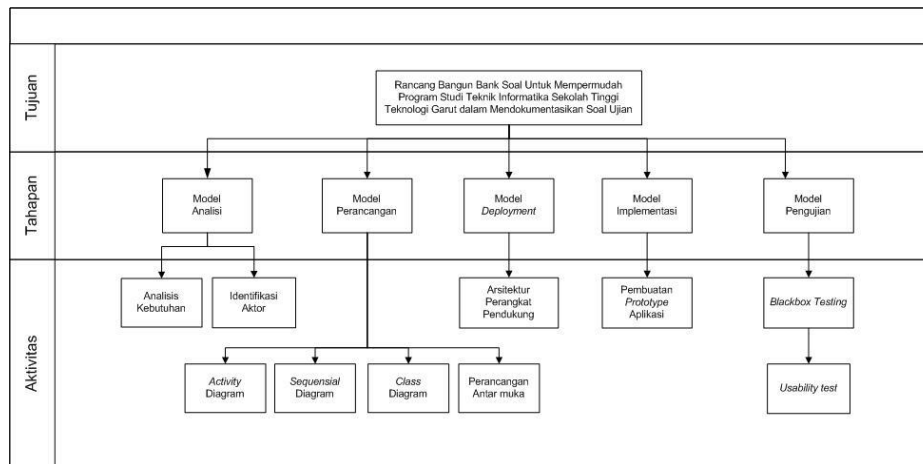 Tujuan
Rancang Bangun Bank Soal Untuk Mempermudah
Program Studi Teknik Informatika Sekolah Tinggi
Teknologi Garut dalam Mendokumentasikan Soal Ujian
Tahapan
Model
Analisi
Model
Perancangan
Model
Deployment
Model
Implementasi
Model
Pengujian
Aktivitas
Analisis
Kebutuhan
Identifikasi
Aktor
Arsitektur
Perangkat
Pendukung
Pembuatan
Prototype
Aplikasi
Blackbox Testing
Activity
Diagram
Sequensial
Diagram
Class
Diagram
Perancangan
Antar muka
Usability test